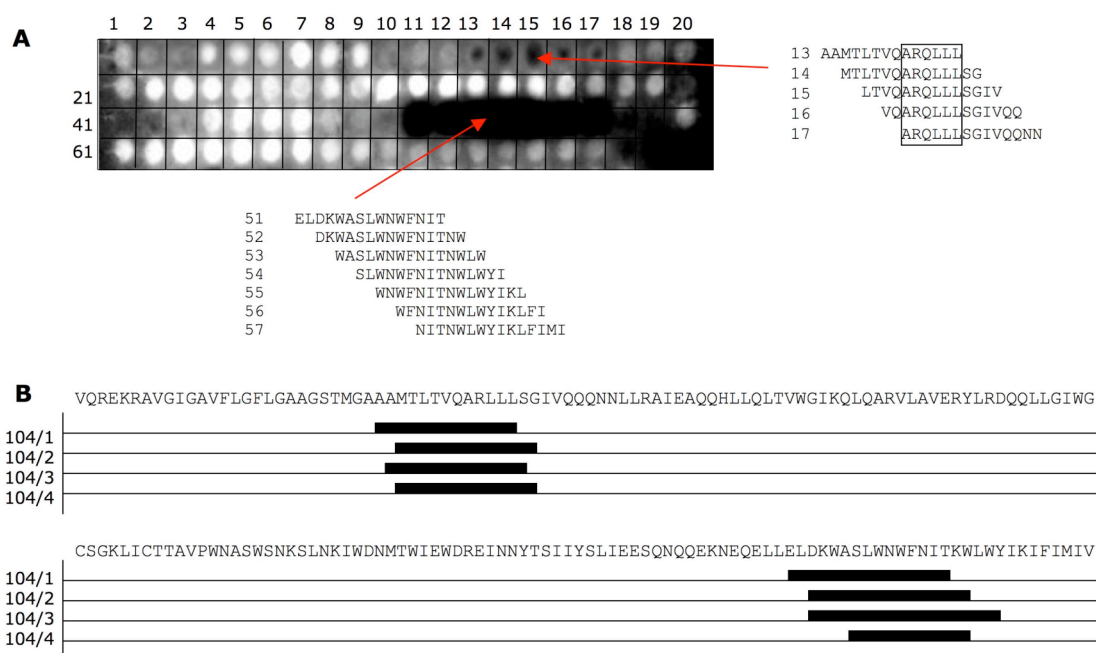 A
1 2 3 4 5 6 7 8 9 10 11 12 13 14 15 16 17 18 19 20
21
41
61
13 AAMTLTVQARQLLL
14 MTLTVQARQLLLSG
15 LTVQARQLLLSGIV
16 VQARQLLLSGIVQQ
17 ARQLLLSGIVQQNN
51 ELDKWASLWNWFNIT
52 DKWASLWNWFNITNW
53 WASLWNWFNITNWLW
54 SLWNWFNITNWLWYI
55 WNWFNITNWLWYIKL
56 WFNITNWLWYIKLFI
57 NITNWLWYIKLFIMI
B
VQREKRAVGIGAVFLGFLGAAGSTMGAAAMTLTVQARLLLSGIVQQQNNLLRAIEAQQHLLQLTVWGIKQLQARVLAVERYLRDQQLLGIWG
104/1
104/2
104/3
104/4
CSGKLICTTAVPWNASWSNKSLNKIWDNMTWIEWDREINNYTSIIYSLIEESQNQQEKNEQELLELDKWASLWNWFNITKWLWYIKIFIMIV
104/1
104/2
104/3
104/4